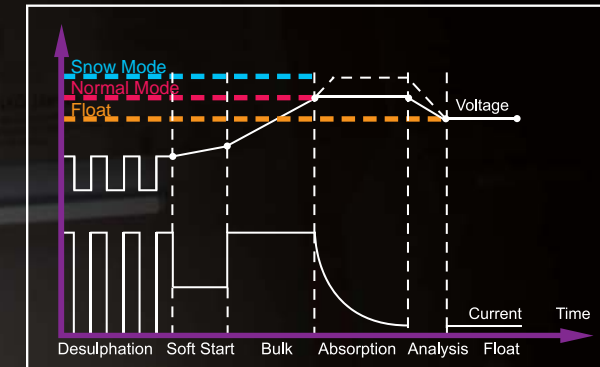 Snow Mode
Normal Mode
Float
Voltage
Current
Time
Desulphation
Soft Start
Bulk
Absorption
Analysis
Float